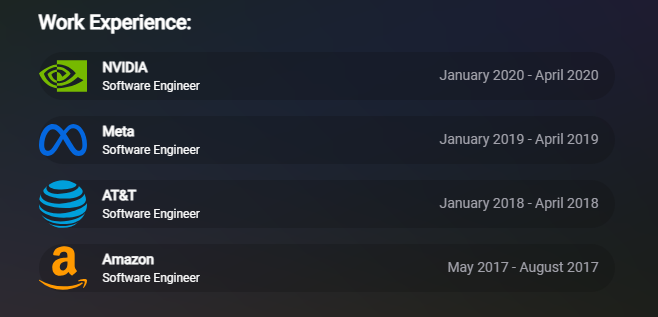 Work Experience:
NVIDIA
Software Engineer
January 2020 - April 2020
Meta
Software Engineer
January 2019 - April 2019
AT&T
Software Engineer
January 2018 - April 2018
Amazon
Software Engineer
May 2017 - August 2017